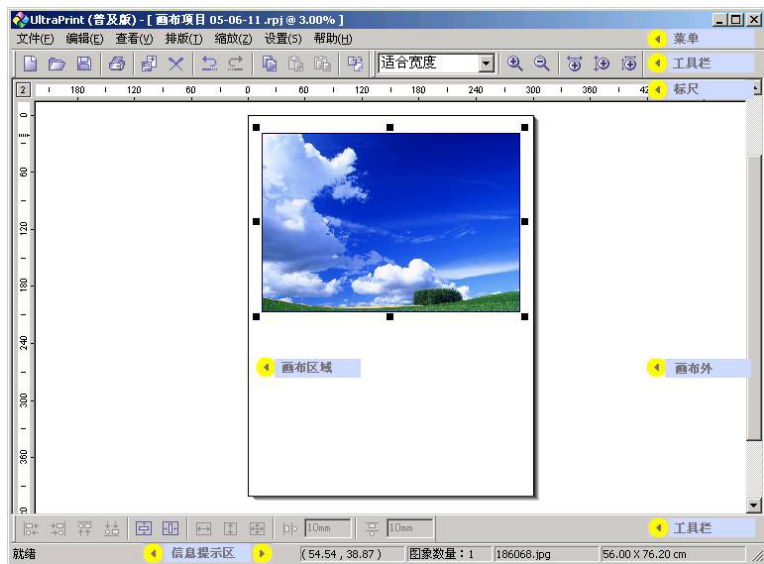 UltraPrint (普及版) - [ 画布项目 05-06-11 .rpj @ 3.00% ]
文件(F) 编辑(E) 查看(V) 排版(T) 缩放(Z) 设置(S) 帮助(H) 菜单
适合宽度 工具栏
2 180 120 60 0 60 120 180 240 300 360 42 标尺
0
60
120
180
240
300
360
画布区域 画布外
10mm 10mm 工具栏
就绪 信息提示区 ( 54.54 , 38.87 ) 图象数量：1 186068.jpg 56.00 X 76.20 cm